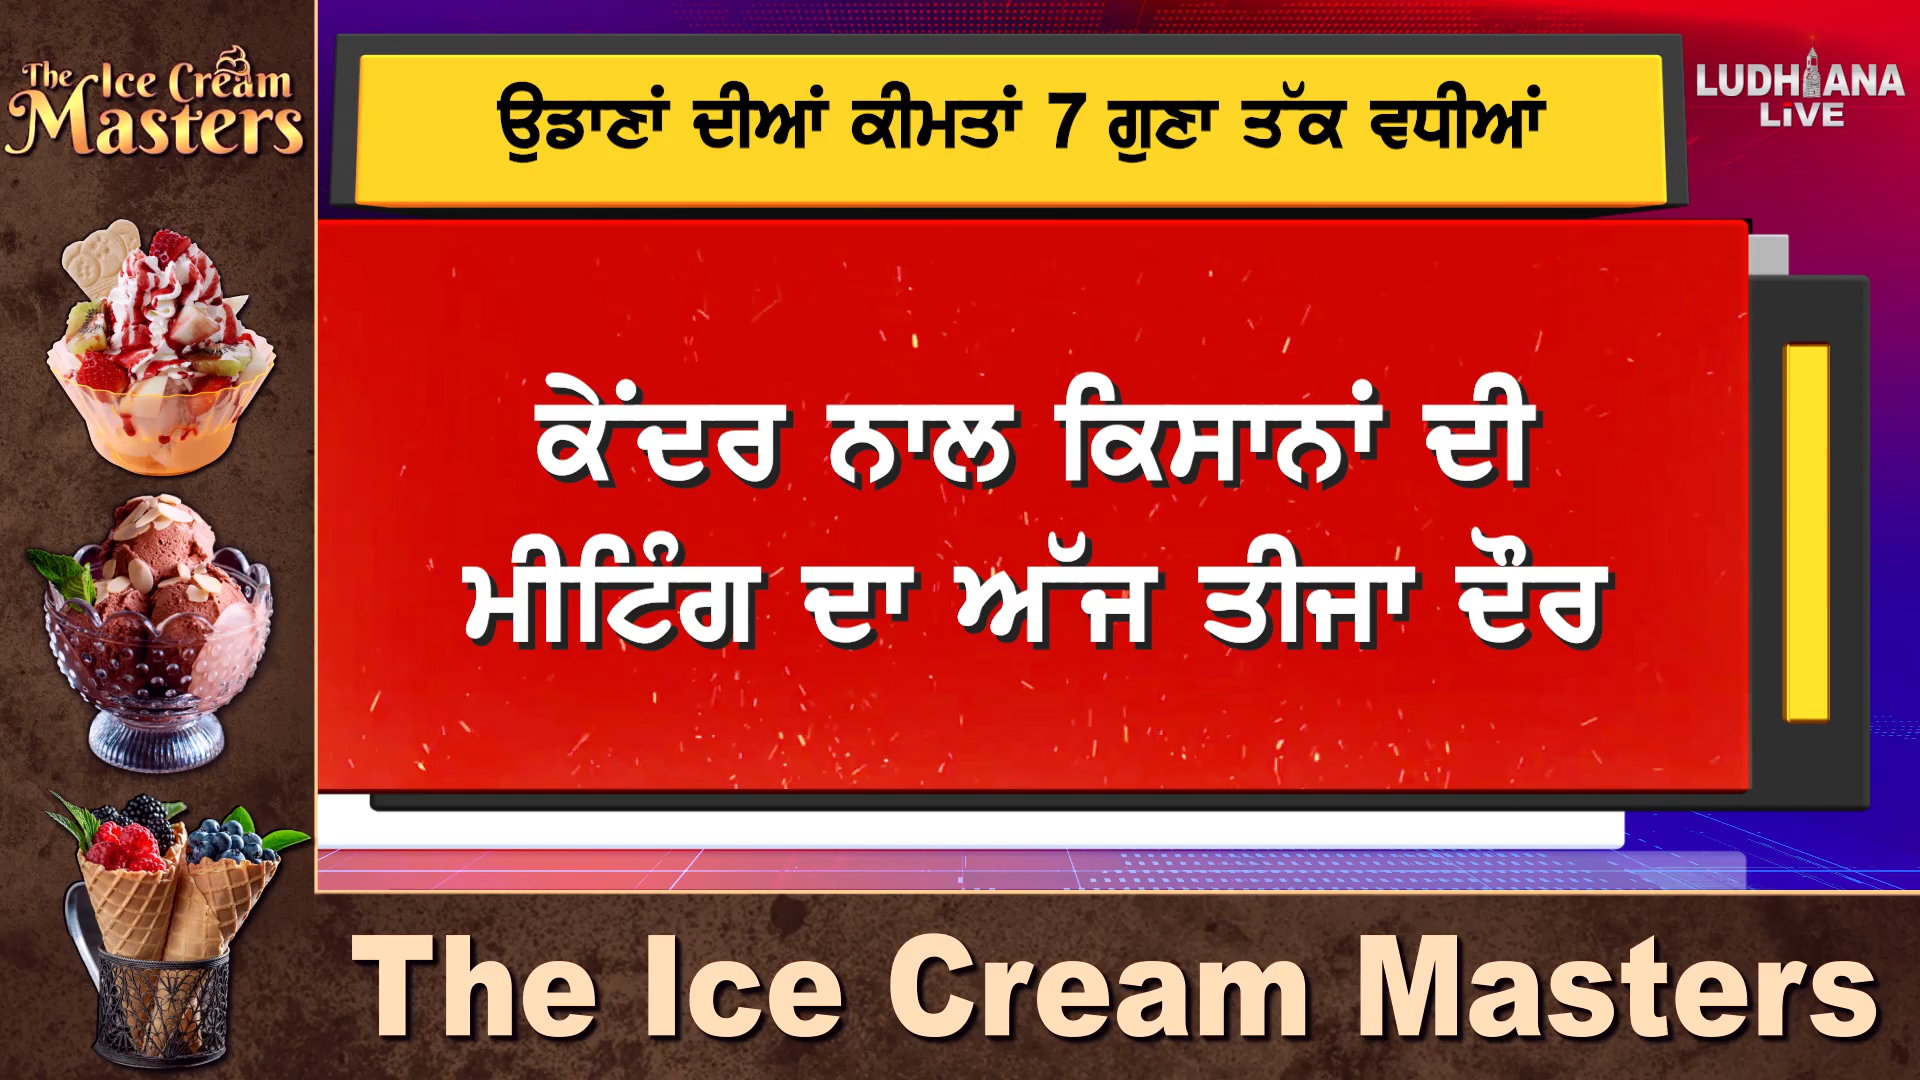 The Ice Cream
Masters
ਉਡਾਣਾਂ ਦੀਆਂ ਕੀਮਤਾਂ 7 ਗੁਣਾ ਤੱਕ ਵਧੀਆਂ
LUDHIANA
LiVE
ਕੇਂਦਰ ਨਾਲ ਕਿਸਾਨਾਂ ਦੀ
ਮੀਟਿੰਗ ਦਾ ਅੱਜ ਤੀਜਾ ਦੌਰ
The Ice Cream Masters